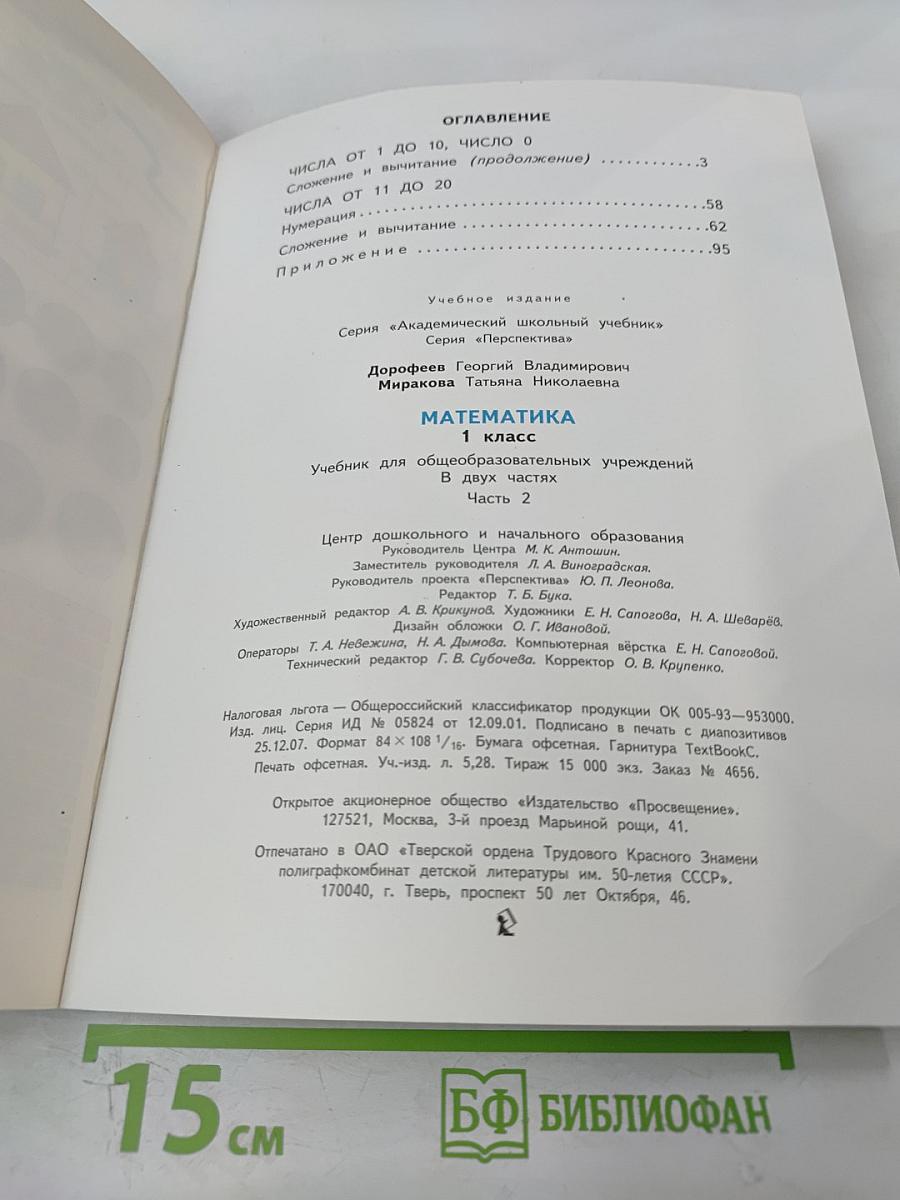 ОГЛАВЛЕНИЕ
ЧИСЛА ОТ 1 ДО 10, ЧИСЛО 0
Сложение и вычитание (продолжение) ............3
ЧИСЛА ОТ 11 ДО 20
Нумерация.......................................58
Сложение и вычитание ............................62
Приложение .................................95
Учебное издание
Серия «Академический школьный учебник»
Серия «Перспектива»
Дорофеев Георгий Владимирович
Миракова Татьяна Николаевна
МАТЕМАТИКА
1 класс
Учебник для общеобразовательных учреждений
В двух частях
Часть 2
Центр дошкольного и начального образования
Руководитель Центра М. К. Антошин.
Заместитель руководителя Л. А. Виноградская.
Руководитель проекта «Перспектива» Ю. П. Леонова.
Редактор Т. Б. Бука.
Художественный редактор А. В. Крикунов. Художники Е. Н. Сапогова, Н. А. Шеварёв.
Дизайн обложки О. Г. Ивановой.
Операторы Т. А. Невежина, Н. А. Дымова. Компьютерная вёрстка Е. Н. Сапоговой.
Технический редактор Г. В. Субочева. Корректор О. В. Крупенко.
Налоговая льгота — Общероссийский классификатор продукции ОК 005-93—953000.
Изд. лиц. Серия ИД № 05824 от 12.09.01. Подписано в печать с диапозитивов
25.12.07. Формат 84×108 1/16. Бумага офсетная. Гарнитура TextBookC.
Печать офсетная. Уч.-изд. л. 5,28. Тираж 15 000 экз. Заказ № 4656.
Открытое акционерное общество «Издательство «Просвещение».
127521, Москва, 3-й проезд Марьиной рощи, 41.
Отпечатано в ОАО «Тверской ордена Трудового Красного Знамени
полиграфкомбинат детской литературы им. 50-летия СССР».
170040, г. Тверь, проспект 50 лет Октября, 46.
15 см
БФ БИБЛИОФАН